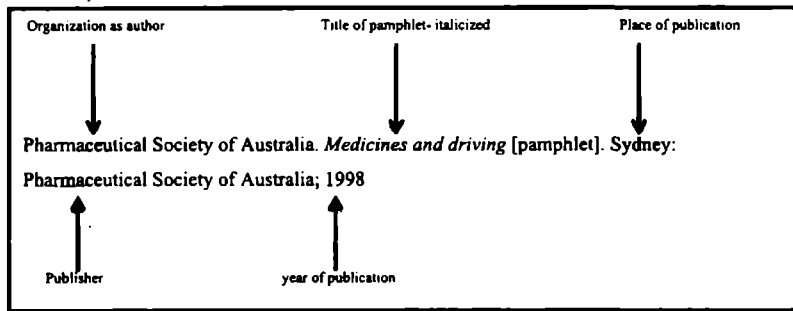 Organization as author Title of pamphlet- italicized Place of publication
Pharmaceutical Society of Australia. Medicines and driving [pamphlet]. Sydney:
Pharmaceutical Society of Australia; 1998
Publisher year of publication